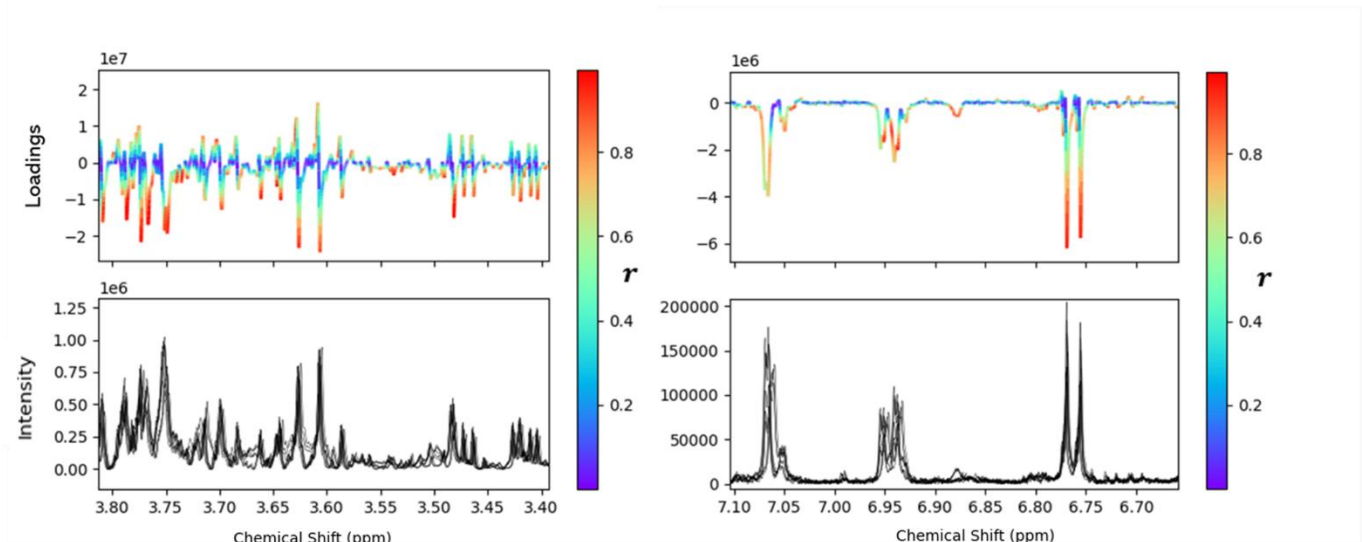 1e7
2
1
0
−1
−2
Loadings
0.8
0.6
0.4
0.2
r
1e6
1.25
1.00
0.75
0.50
0.25
0.00
Intensity
3.80 3.75 3.70 3.65 3.60 3.55 3.50 3.45 3.40
Chemical Shift (ppm)
1e6
0
−2
−4
−6
0.8
0.6
0.4
0.2
r
200000
150000
100000
50000
0
7.10 7.05 7.00 6.95 6.90 6.85 6.80 6.75 6.70
Chemical Shift (ppm)